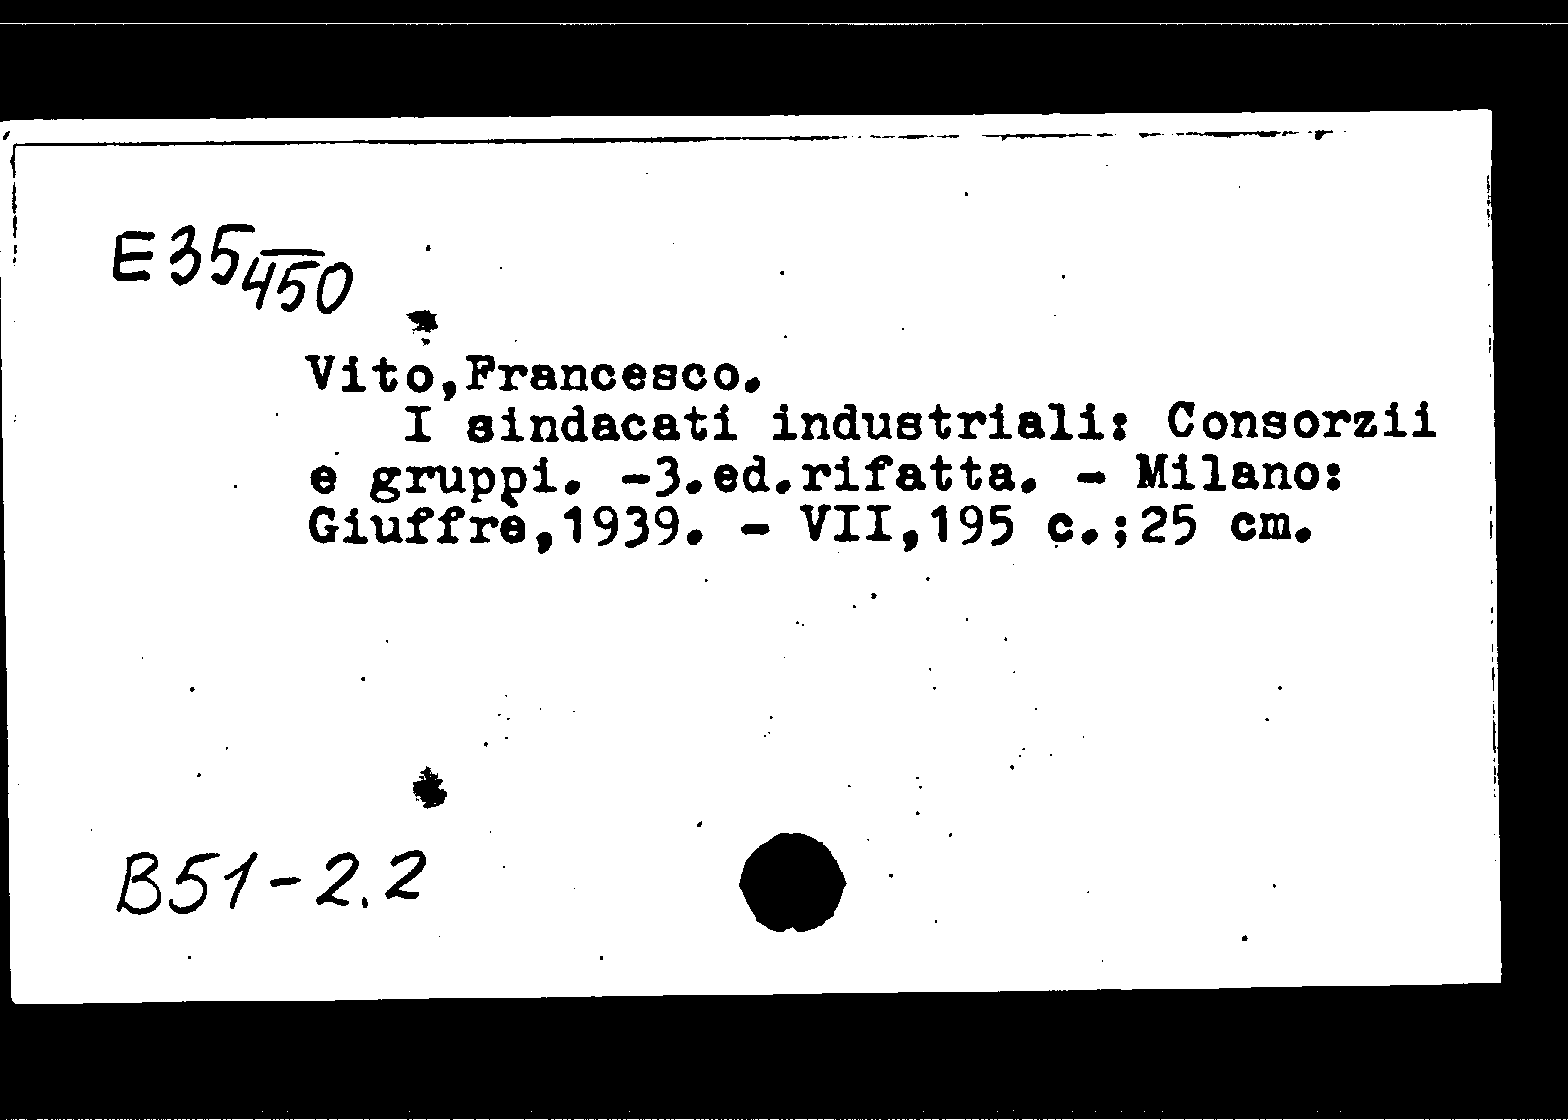 E35/450
Vito,Francesco.
I sindacati industriali: Consorzii
e gruppi. -3.ed.rifatta. - Milano:
Giuffrè,1939. - VII,195 с.;25 cm.
B51-2.2